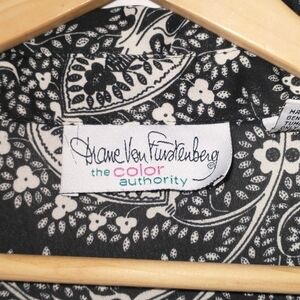 Diane Von Furstenberg
the color
authority